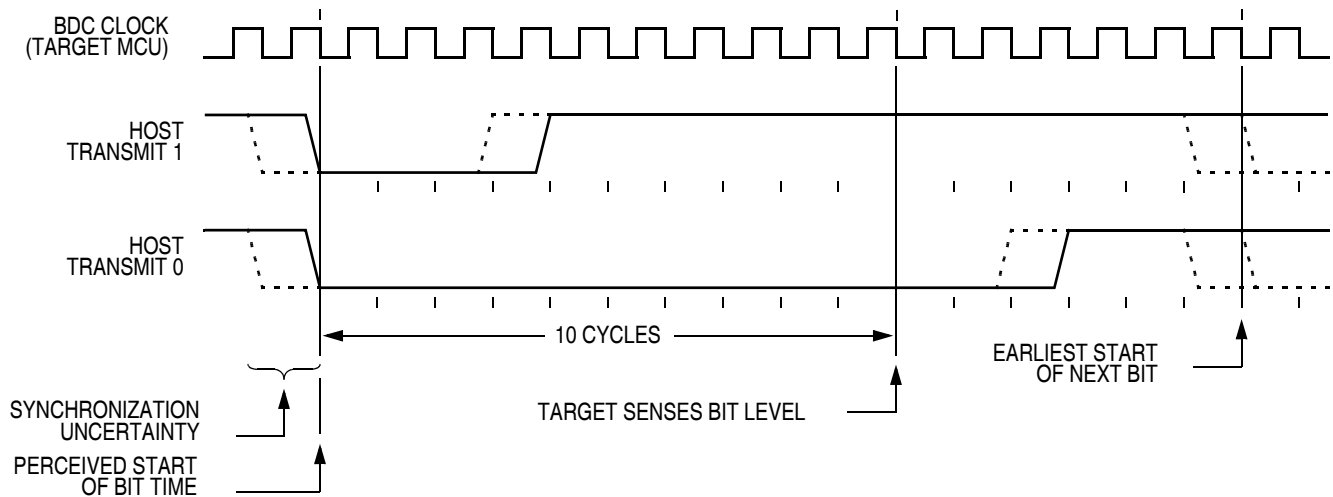 BDC CLOCK
(TARGET MCU)
HOST
TRANSMIT 1
HOST
TRANSMIT 0
10 CYCLES
EARLIEST START
OF NEXT BIT
SYNCHRONIZATION
UNCERTAINTY
TARGET SENSES BIT LEVEL
PERCEIVED START
OF BIT TIME